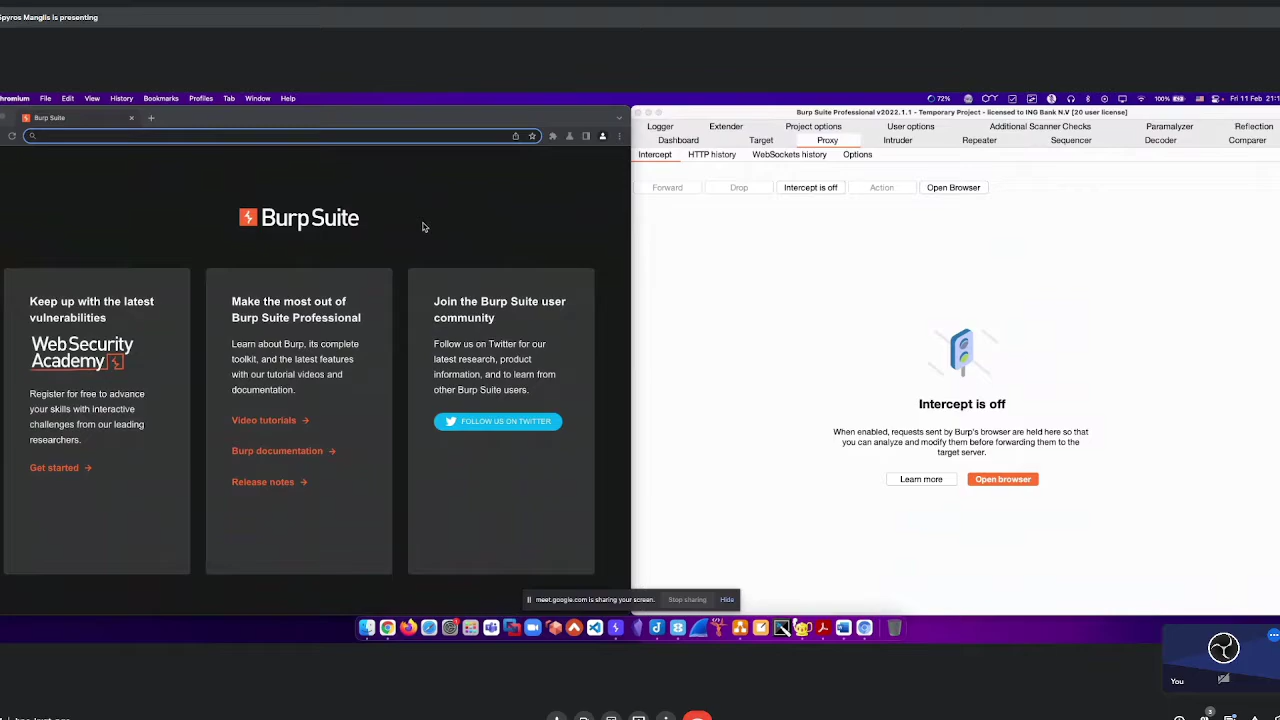 Spyros Manglis is presenting
File Edit View History Bookmarks Profiles Tab Window Help
72% 100% Fri 11 Feb
Burp Suite
Burp Suite Professional v2022.1.1 - Temporary Project - licensed to ING Bank N.V [20 user license]
Logger Extender Project options User options Additional Scanner Checks Paramalyzer Reflection
Dashboard Target Proxy Intruder Repeater Sequencer Decoder Comparer
Intercept HTTP history WebSockets history Options
Forward Drop Intercept is off Action Open Browser
Burp Suite
Keep up with the latest
vulnerabilities
WebSecurity
Academy
Register for free to advance
your skills with interactive
challenges from our leading
researchers.
Get started →
Make the most out of
Burp Suite Professional
Learn about Burp, its complete
toolkit, and the latest features
with our tutorial videos and
documentation.
Video tutorials →
Burp documentation →
Release notes →
Join the Burp Suite user
community
Follow us on Twitter for our
latest research, product
information, and to learn from
other Burp Suite users.
FOLLOW US ON TWITTER
Intercept is off
When enabled, requests sent by Burp's browser are held here so that
you can analyze and modify them before forwarding them to the
target server.
Learn more Open browser
meet.google.com is sharing your screen. Stop sharing Hide
You